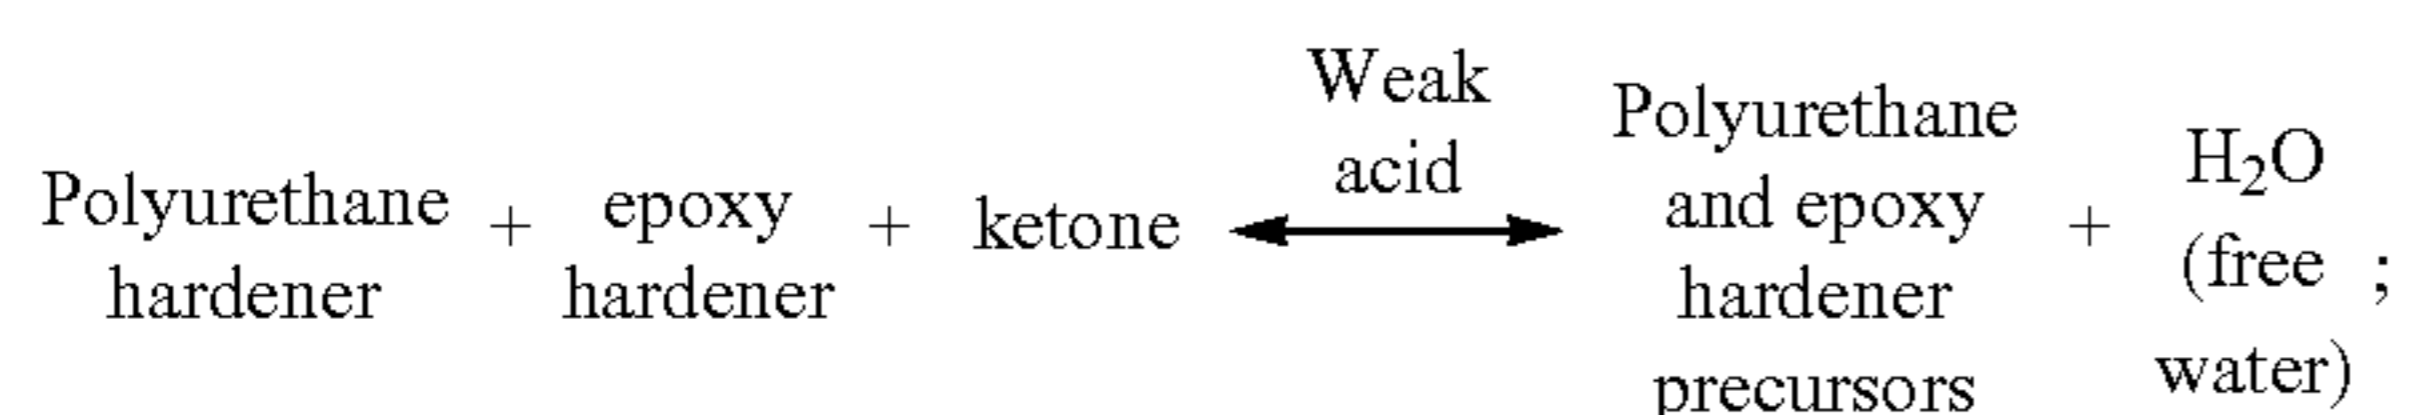 Polyurethane
hardener
+
epoxy
hardener
+
ketone
Weak
acid
Polyurethane
and epoxy
hardener
precursors
+
H₂O
(free
water)
;